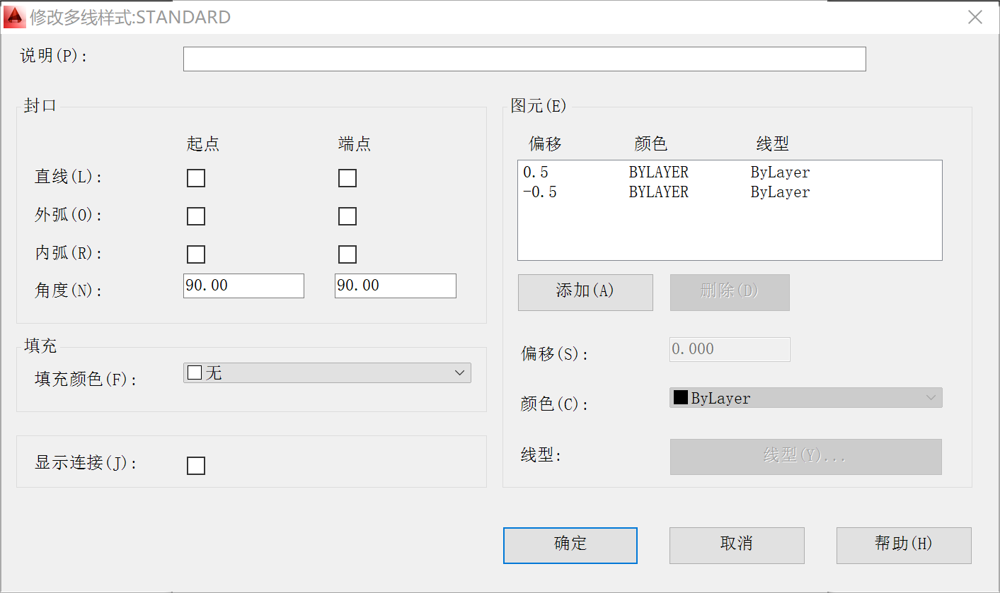 修改多线样式:STANDARD
说明(P):
封口
起点 端点
直线(L):
外弧(O):
内弧(R):
角度(N): 90.00 90.00
填充
填充颜色(F): 无
显示连接(J):
图元(E)
偏移 颜色 线型
0.5 BYLAYER ByLayer
-0.5 BYLAYER ByLayer
添加(A) 删除(D)
偏移(S): 0.000
颜色(C): ByLayer
线型: 线型(Y)...
确定 取消 帮助(H)